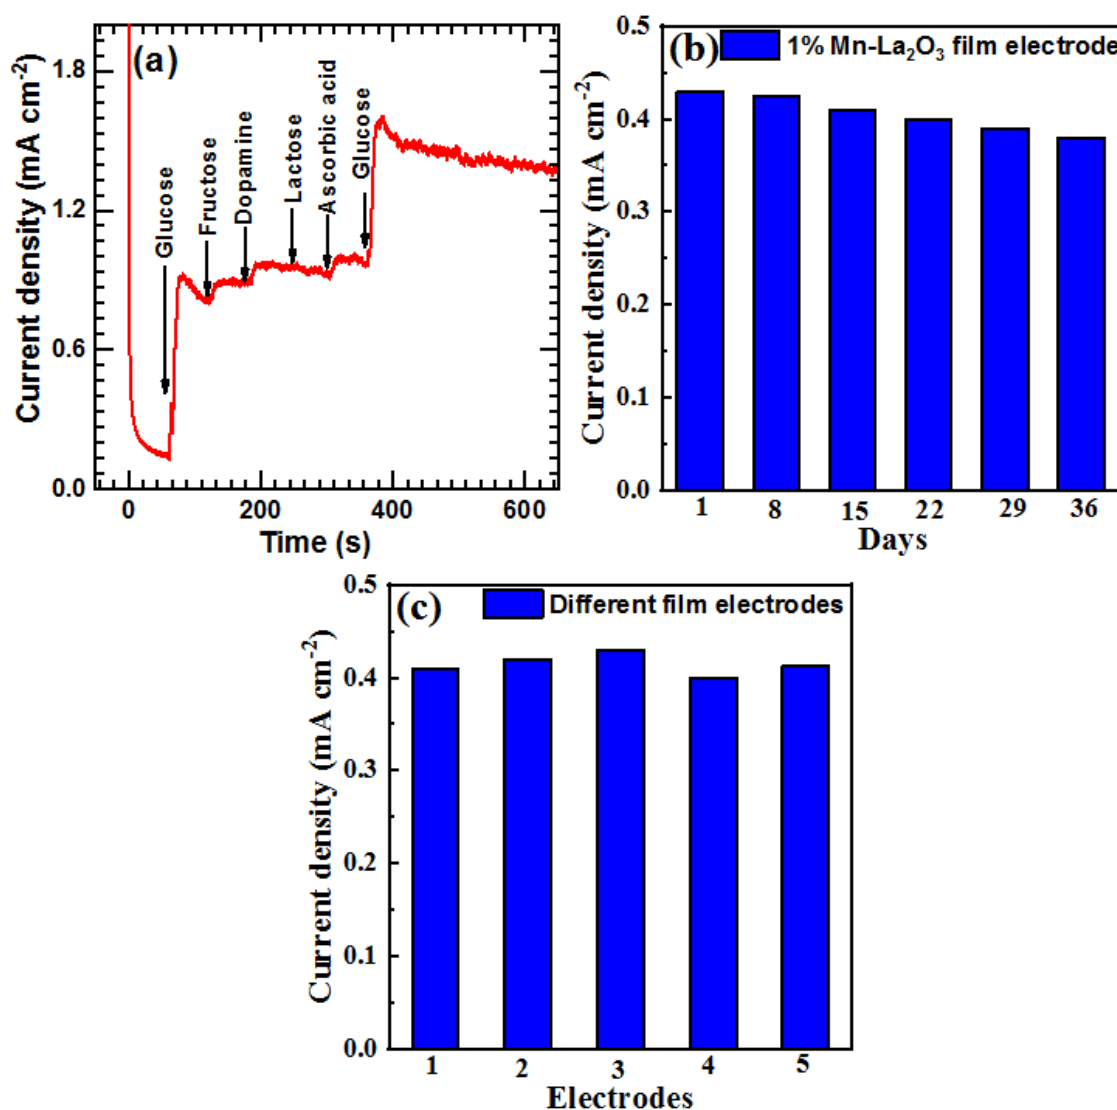 (a)
Current density (mA cm⁻²)
1.8
1.2
0.6
0.0
Glucose
Fructose
Dopamine
Lactose
Ascorbic acid
Glucose
0 200 400 600
Time (s)
(b) 1% Mn-La₂O₃ film electrode
Current density (mA cm⁻²)
0.5
0.4
0.3
0.2
0.1
0.0
1 8 15 22 29 36
Days
(c) Different film electrodes
Current density (mA cm⁻²)
0.5
0.4
0.3
0.2
0.1
0.0
1 2 3 4 5
Electrodes